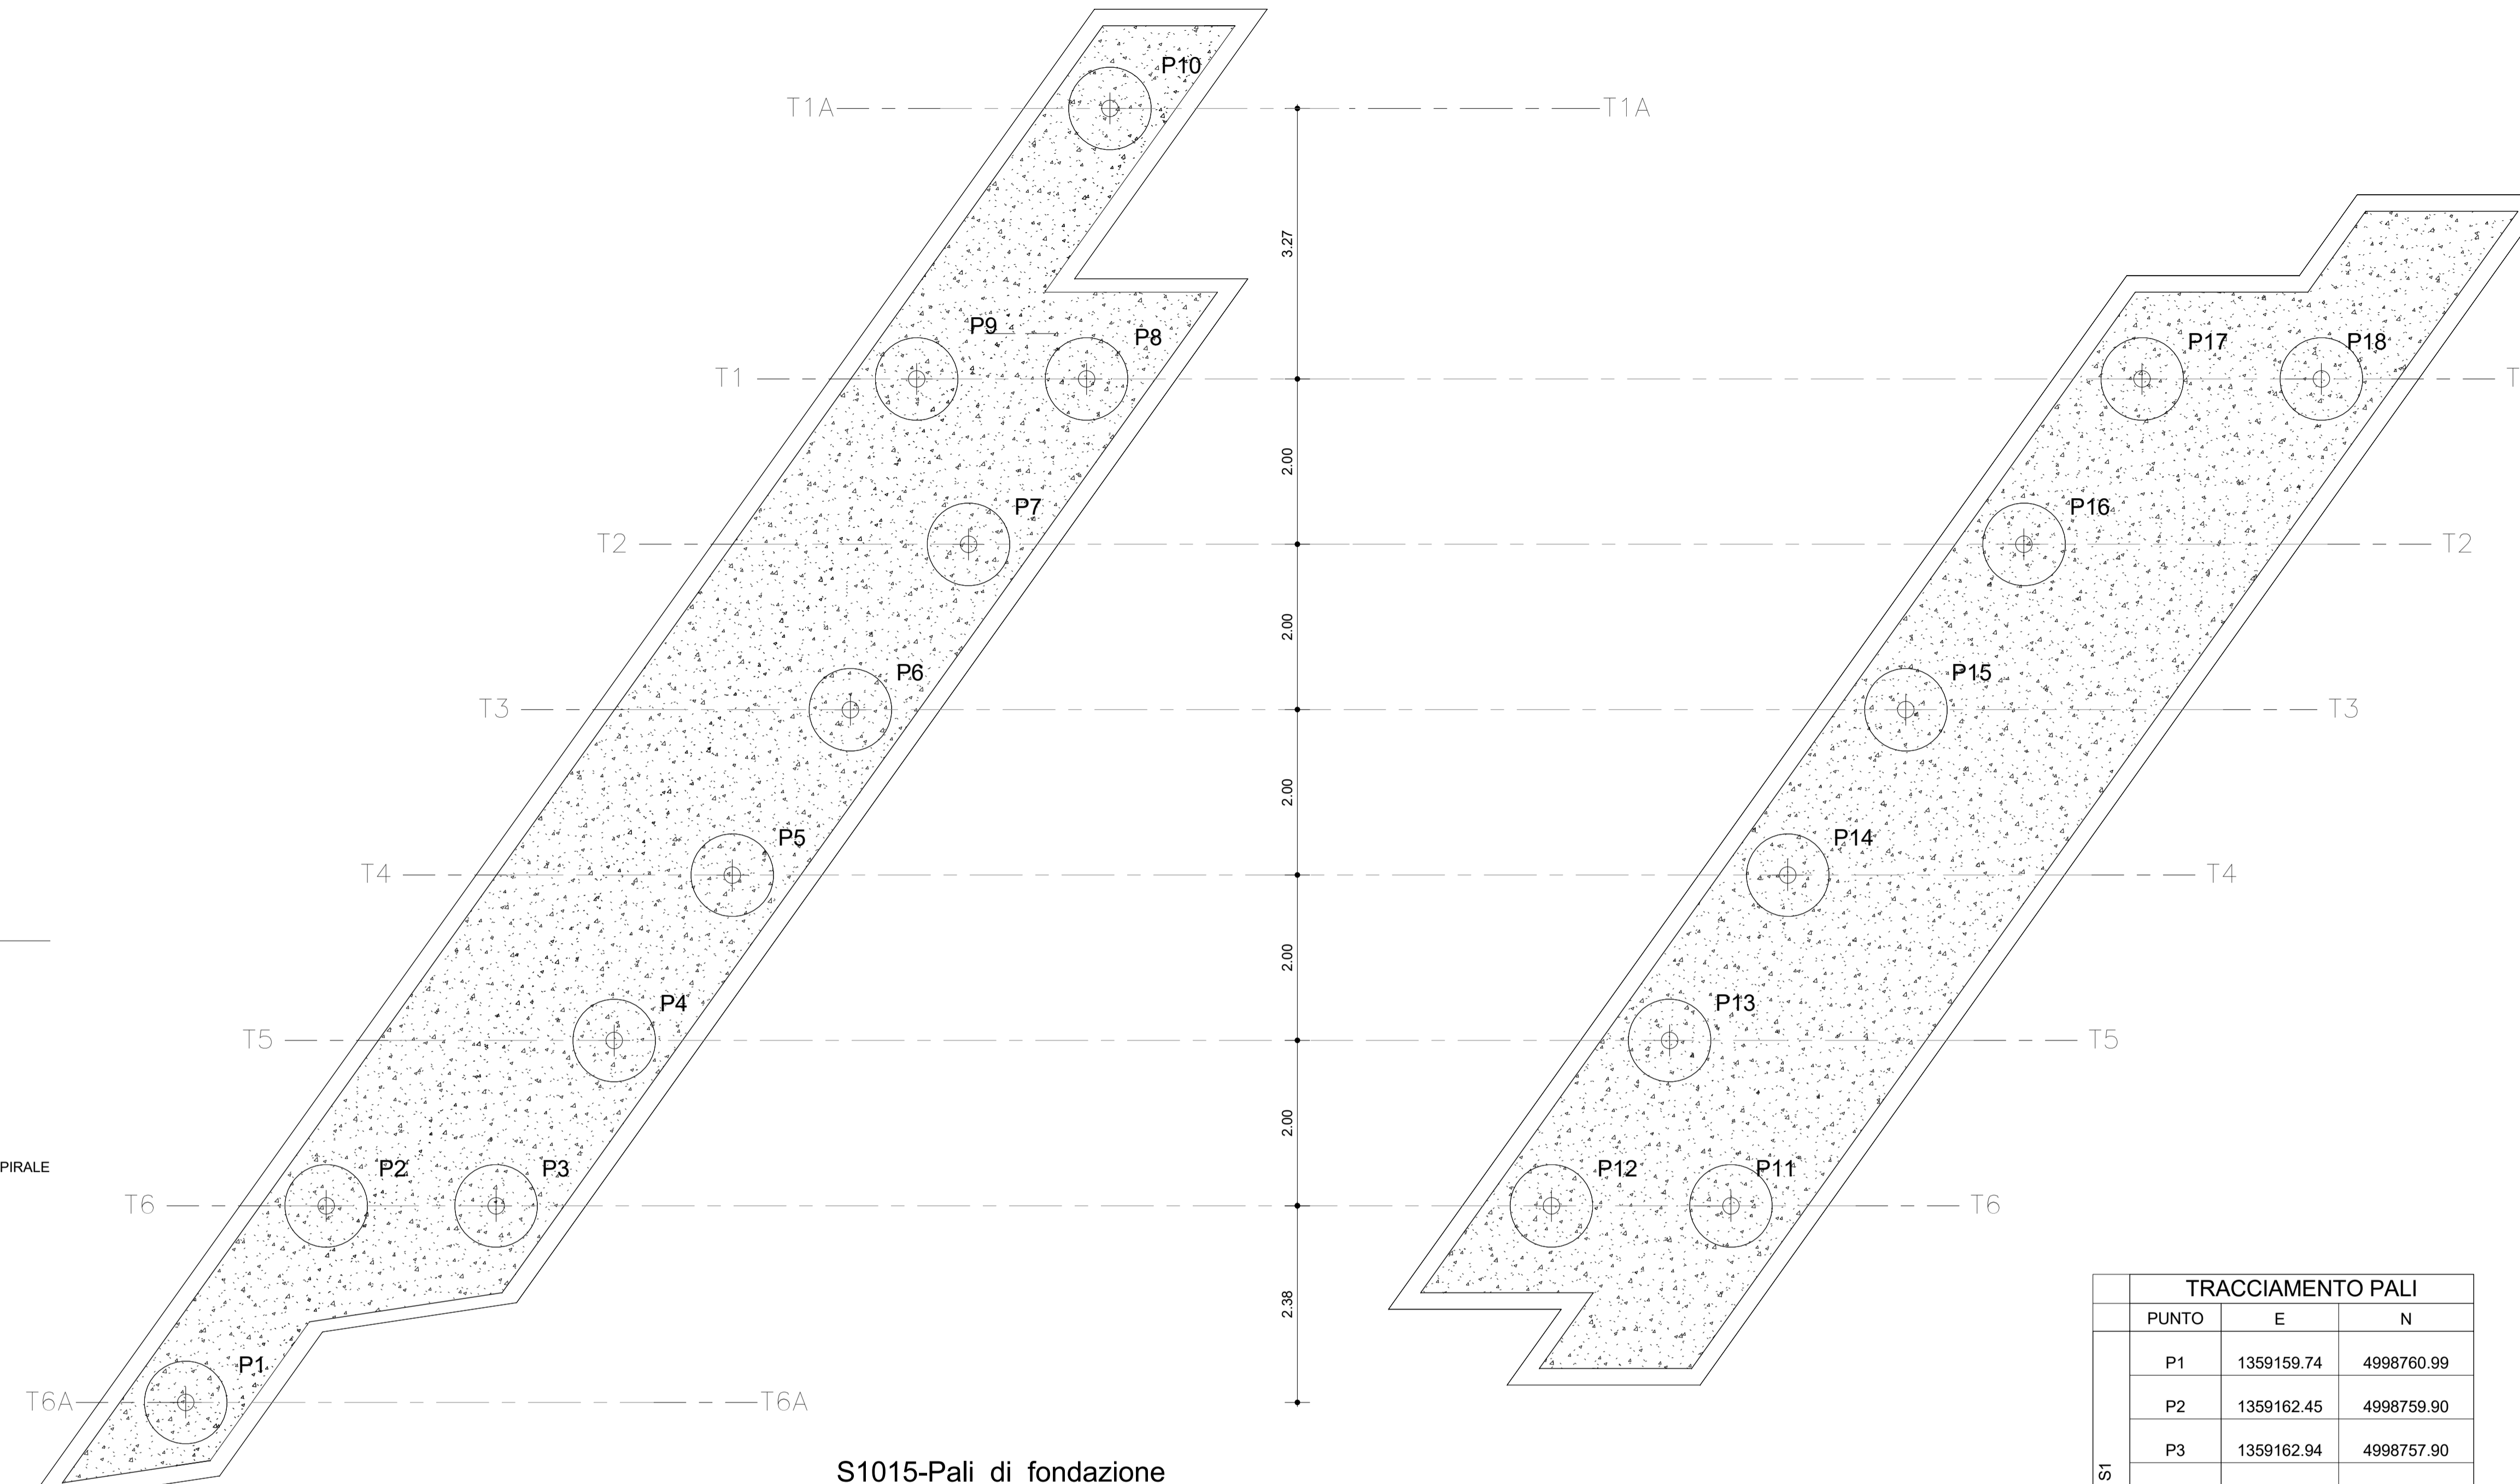 P10
T1A
T1A
3.27
P9
P8
P17
P18
T1
T
2.00
P7
P16
T2
T2
2.00
P6
P15
T3
T3
2.00
P5
P14
T4
T4
2.00
P4
P13
T5
T5
2.00
PIRALE
P2
P3
P12
P11
T6
T6
2.38
P1
T6A
T6A
S1015-Pali di fondazione
TRACCIAMENTO PALI
PUNTO E N
P1 1359159.74 4998760.99
P2 1359162.45 4998759.90
P3 1359162.94 4998757.90
S1